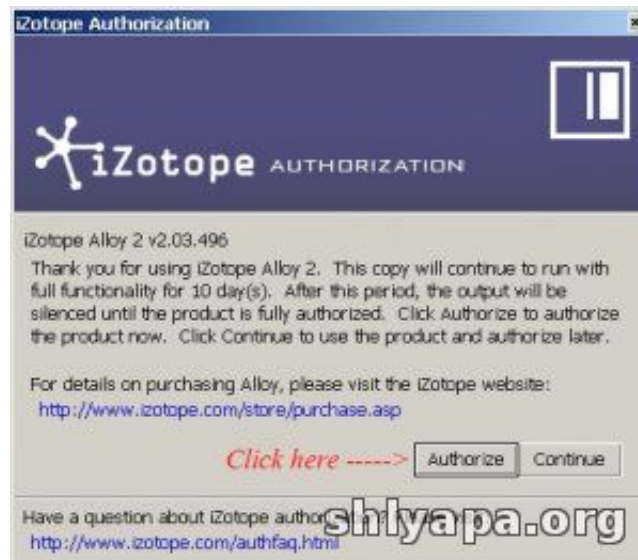 iZotope Authorization
iZotope AUTHORIZATION
iZotope Alloy 2 v2.03.496
Thank you for using iZotope Alloy 2. This copy will continue to run with
full functionality for 10 day(s). After this period, the output will be
silenced until the product is fully authorized. Click Authorize to authorize
the product now. Click Continue to use the product and authorize later.
For details on purchasing Alloy, please visit the iZotope website:
http://www.izotope.com/store/purchase.asp
Click here -----> Authorize Continue
Have a question about iZotope
shlyapa.org
http://www.izotope.com/authfaq.html